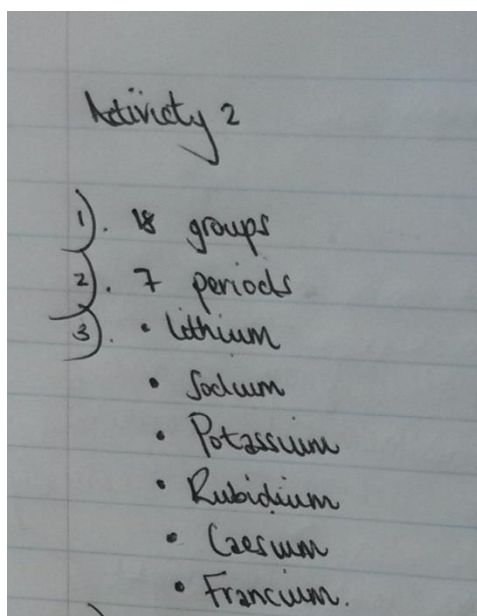 Activity 2
1). 18 groups
2). 7 periods
3). • Lithium
• Sodium
• Potassium
• Rubidium
• Caesium
• Francium.